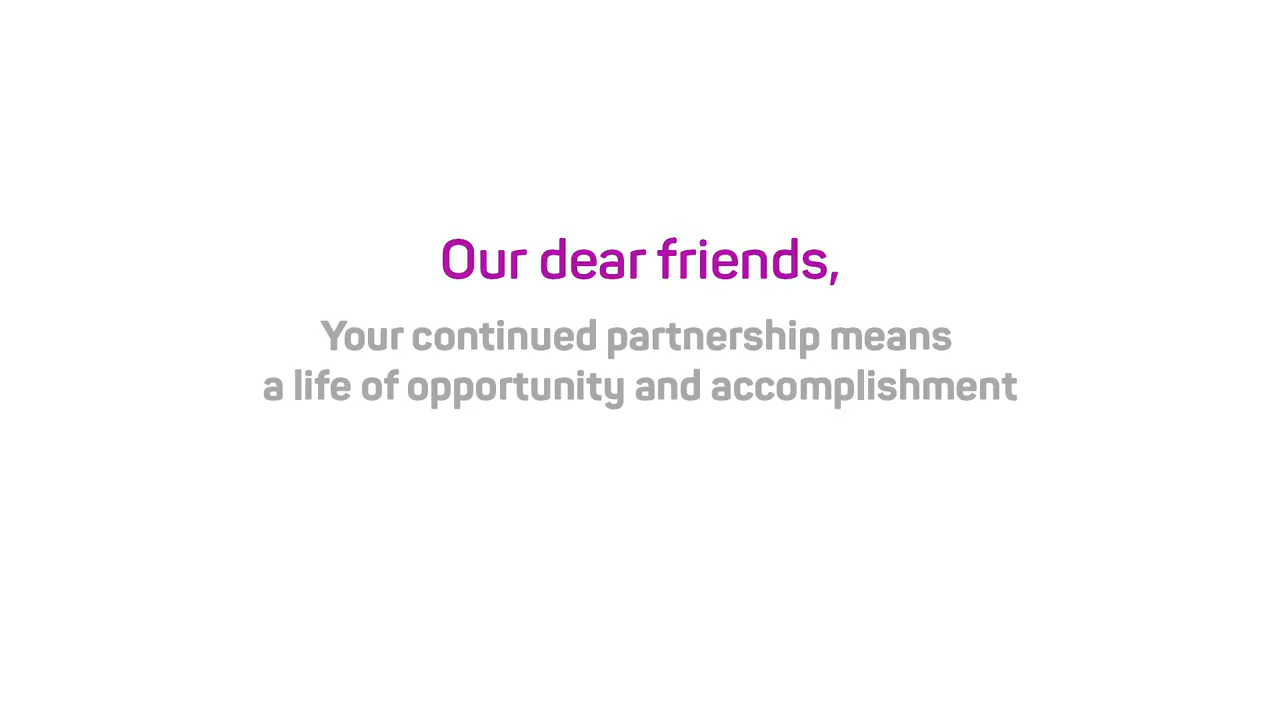 Our dear friends,
Your continued partnership means
a life of opportunity and accomplishment